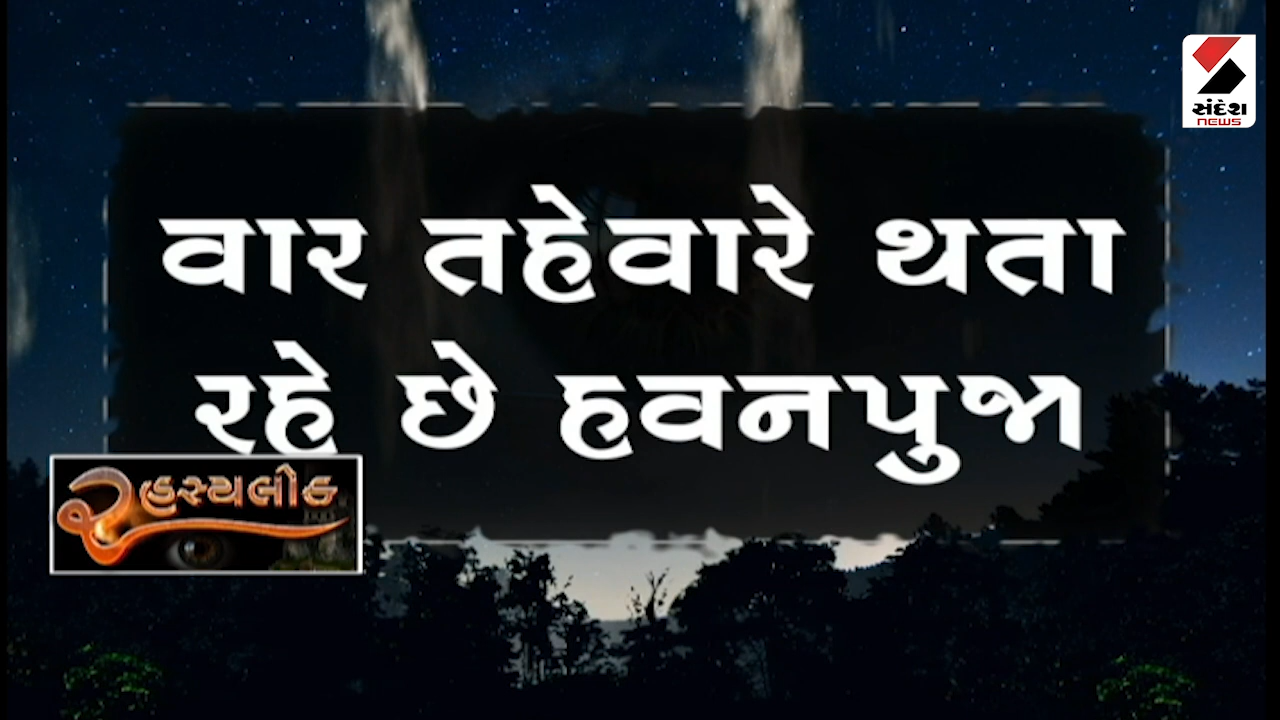 સંદેશ
NEWS
વાર તહેવારે થતા
રહે છે હવનપુજા
રહસ્યલોક